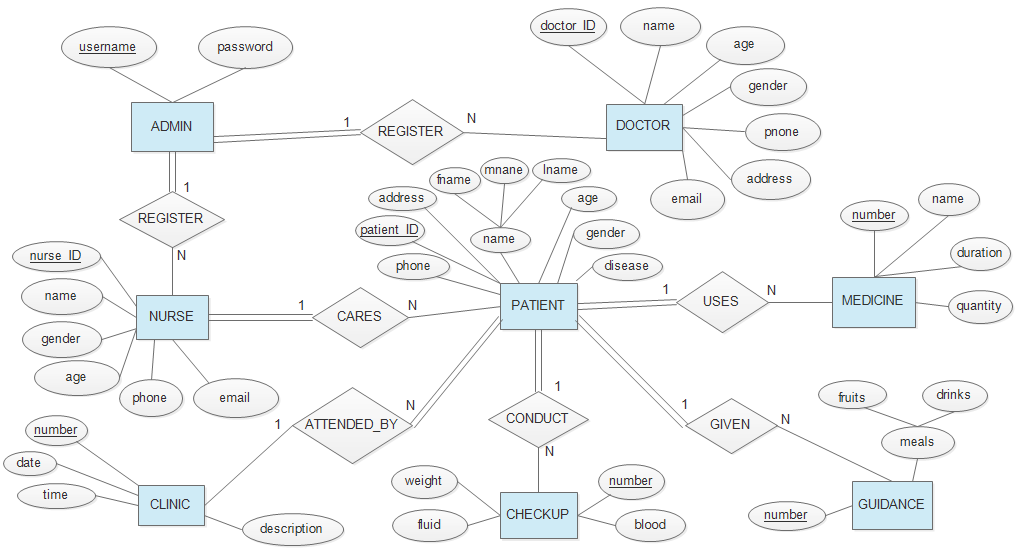 username
password
ADMIN
1
REGISTER
N
doctor_ID
name
age
gender
pnone
address
email
DOCTOR
1
REGISTER
N
nurse_ID
name
gender
age
phone
email
NURSE
1
CARES
N
address
fname
mnane
lname
name
patient_ID
phone
age
gender
disease
PATIENT
1
USES
N
number
name
duration
quantity
MEDICINE
1
ATTENDED_BY
N
number
date
time
description
CLINIC
1
CONDUCT
N
weight
fluid
number
blood
CHECKUP
1
GIVEN
N
fruits
drinks
meals
number
GUIDANCE